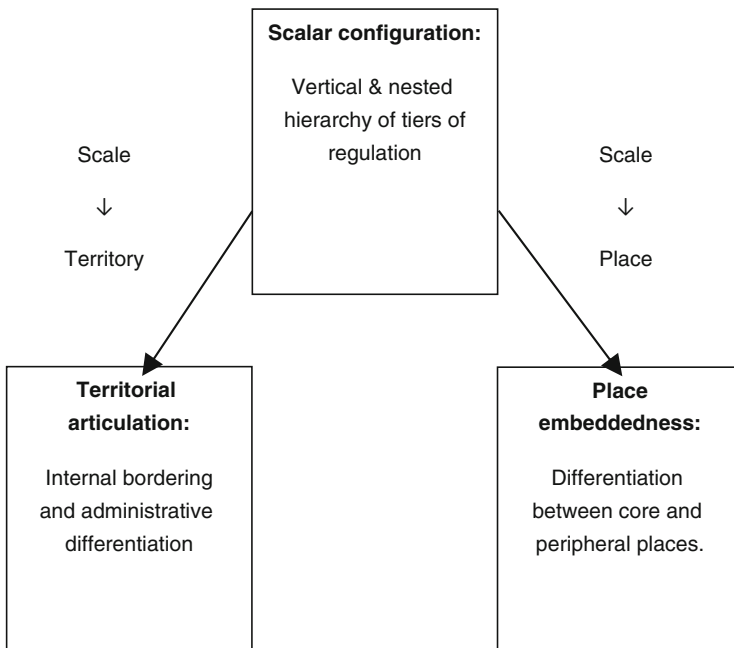 Scalar configuration:
Vertical & nested
hierarchy of tiers of
regulation
Scale
↓
Territory
Scale
↓
Place
Territorial
articulation:
Internal bordering
and administrative
differentiation
Place
embeddedness:
Differentiation
between core and
peripheral places.